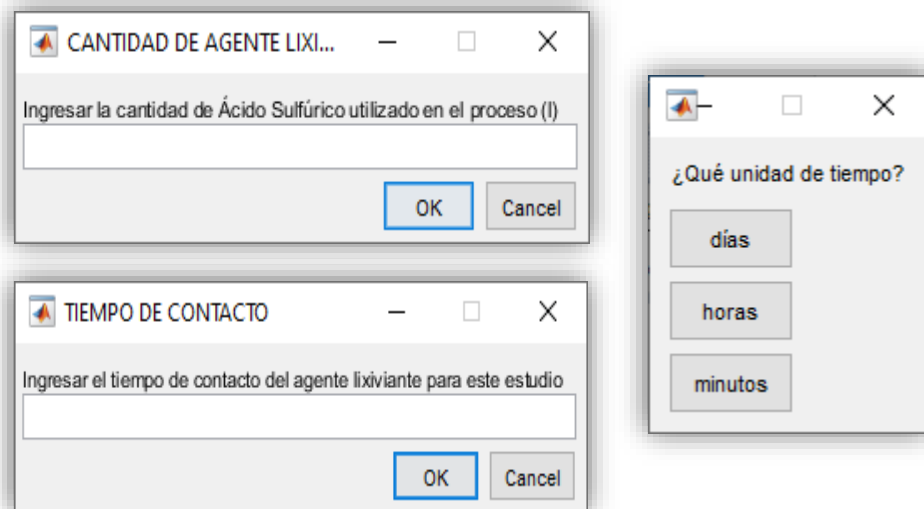 CANTIDAD DE AGENTE LIXI...
Ingresar la cantidad de Ácido Sulfúrico utilizado en el proceso (l)
OK
Cancel
TIEMPO DE CONTACTO
Ingresar el tiempo de contacto del agente lixiviante para este estudio
OK
Cancel
¿Qué unidad de tiempo?
días
horas
minutos